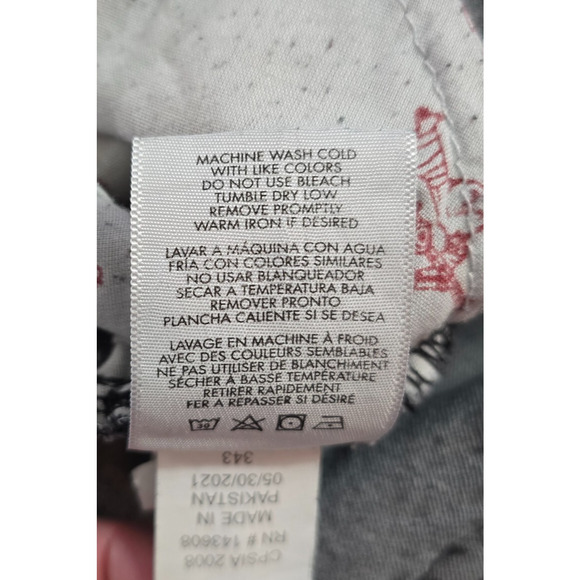 MACHINE WASH COLD
WITH LIKE COLORS
DO NOT USE BLEACH
TUMBLE DRY LOW
REMOVE PROMPTLY
WARM IRON IF DESIRED
LAVAR A MÁQUINA CON AGUA
FRÍA CON COLORES SIMILARES
NO USAR BLANQUEADOR
SECAR A TEMPERATURA BAJA
REMOVER PRONTO
PLANCHA CALIENTE SI SE DESEA
LAVAGE EN MACHINE À FROID
AVEC DES COULEURS SEMBLABLES
NE PAS UTILISER DE BLANCHIMENT
SÉCHER À BASSE TEMPÉRATURE
RETIRER RAPIDEMENT
FER A REPASSER SI DÉSIRÉ
30
CPSIA 2008
RN # 143608
MADE IN
PAKISTAN
05/30/2021
343